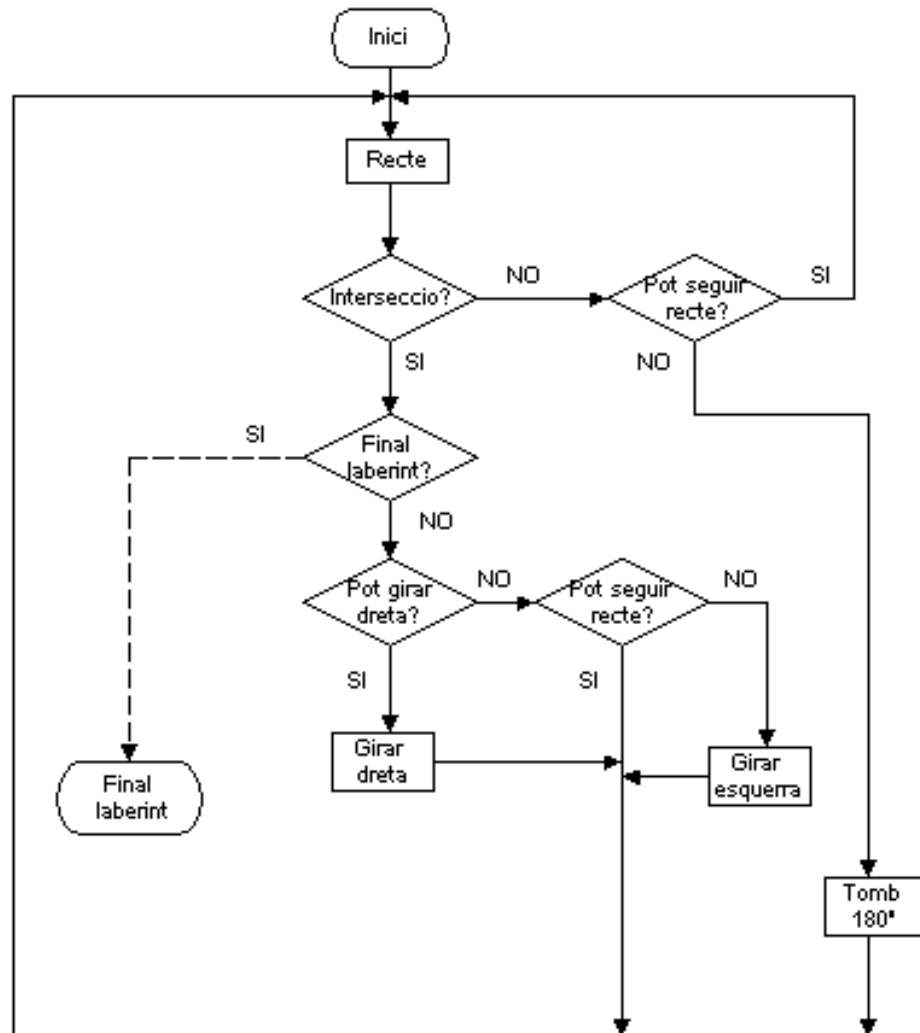 Inici
Recte
Interseccio?
NO
Pot seguir
recte?
SI
SI
NO
SI
Final
laberint?
NO
Pot girar
dreta?
NO
Pot seguir
recte?
NO
SI
SI
Girar
dreta
Girar
esquerra
Final
laberint
Tomb
180°